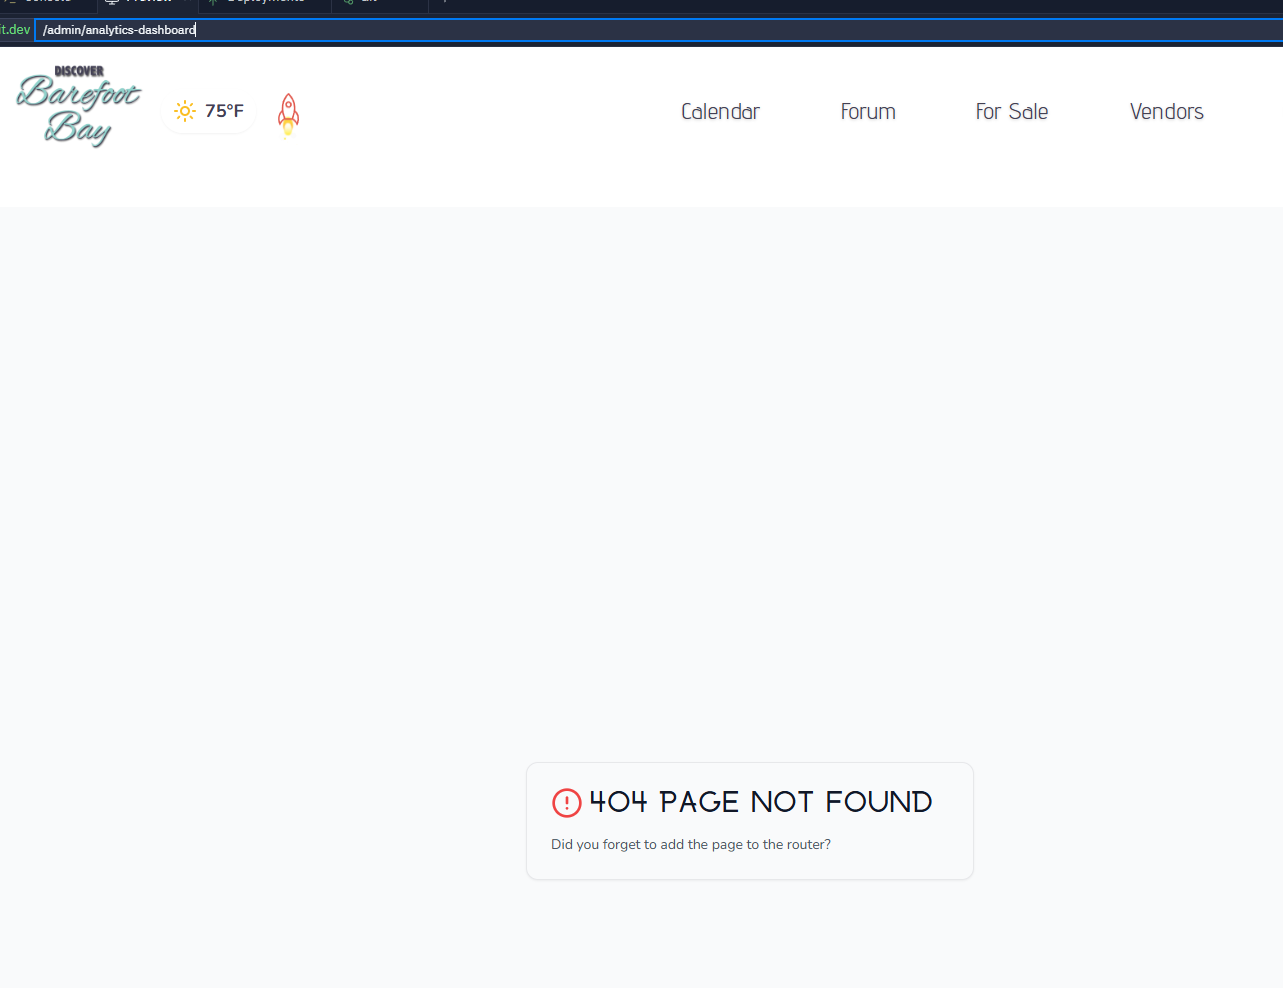 it.dev /admin/analytics-dashboard
DISCOVER
Barefoot
Bay
75°F
Calendar Forum For Sale Vendors
404 PAGE NOT FOUND
Did you forget to add the page to the router?